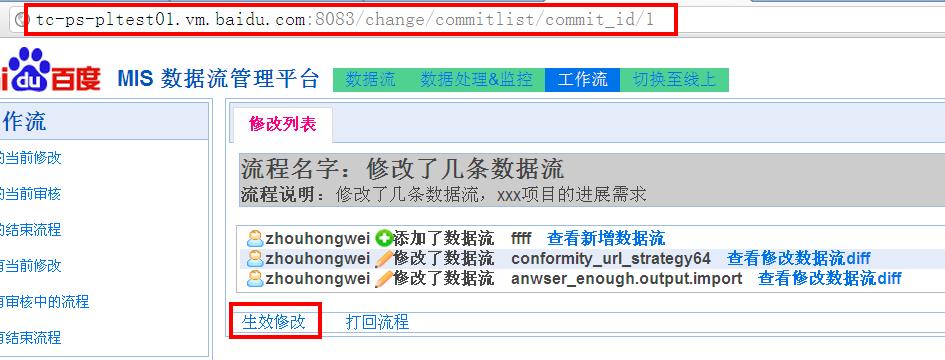 tc-ps-pltest01.vm.baidu.com:8083/change/commitlist/commit_id/1
du 百度 MIS 数据流管理平台 数据流 数据处理&监控 工作流 切换至线上
作流
的当前修改
的当前审核
的结束流程
有当前修改
有审核中的流程
有结束流程
修改列表
流程名字：修改了几条数据流
流程说明：修改了几条数据流，xxx项目的进展需求
zhouhongwei 添加了数据流 ffff 查看新增数据流
zhouhongwei 修改了数据流 conformity_url_strategy64 查看修改数据流diff
zhouhongwei 修改了数据流 anwser_enough.output.import 查看修改数据流diff
生效修改 打回流程